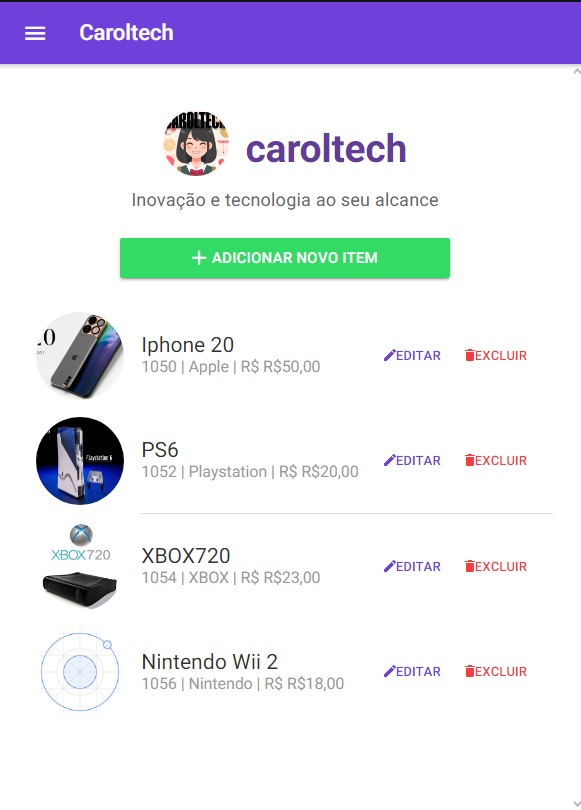 Caroltech
CAROLTECH
caroltech
Inovação e tecnologia ao seu alcance
ADICIONAR NOVO ITEM
Iphone 20
1050 | Apple | R$ R$50,00
EDITAR
EXCLUIR
Playstation 6
PS6
1052 | Playstation | R$ R$20,00
EDITAR
EXCLUIR
XBOX720
XBOX720
1054 | XBOX | R$ R$23,00
EDITAR
EXCLUIR
Nintendo Wii 2
1056 | Nintendo | R$ R$18,00
EDITAR
EXCLUIR